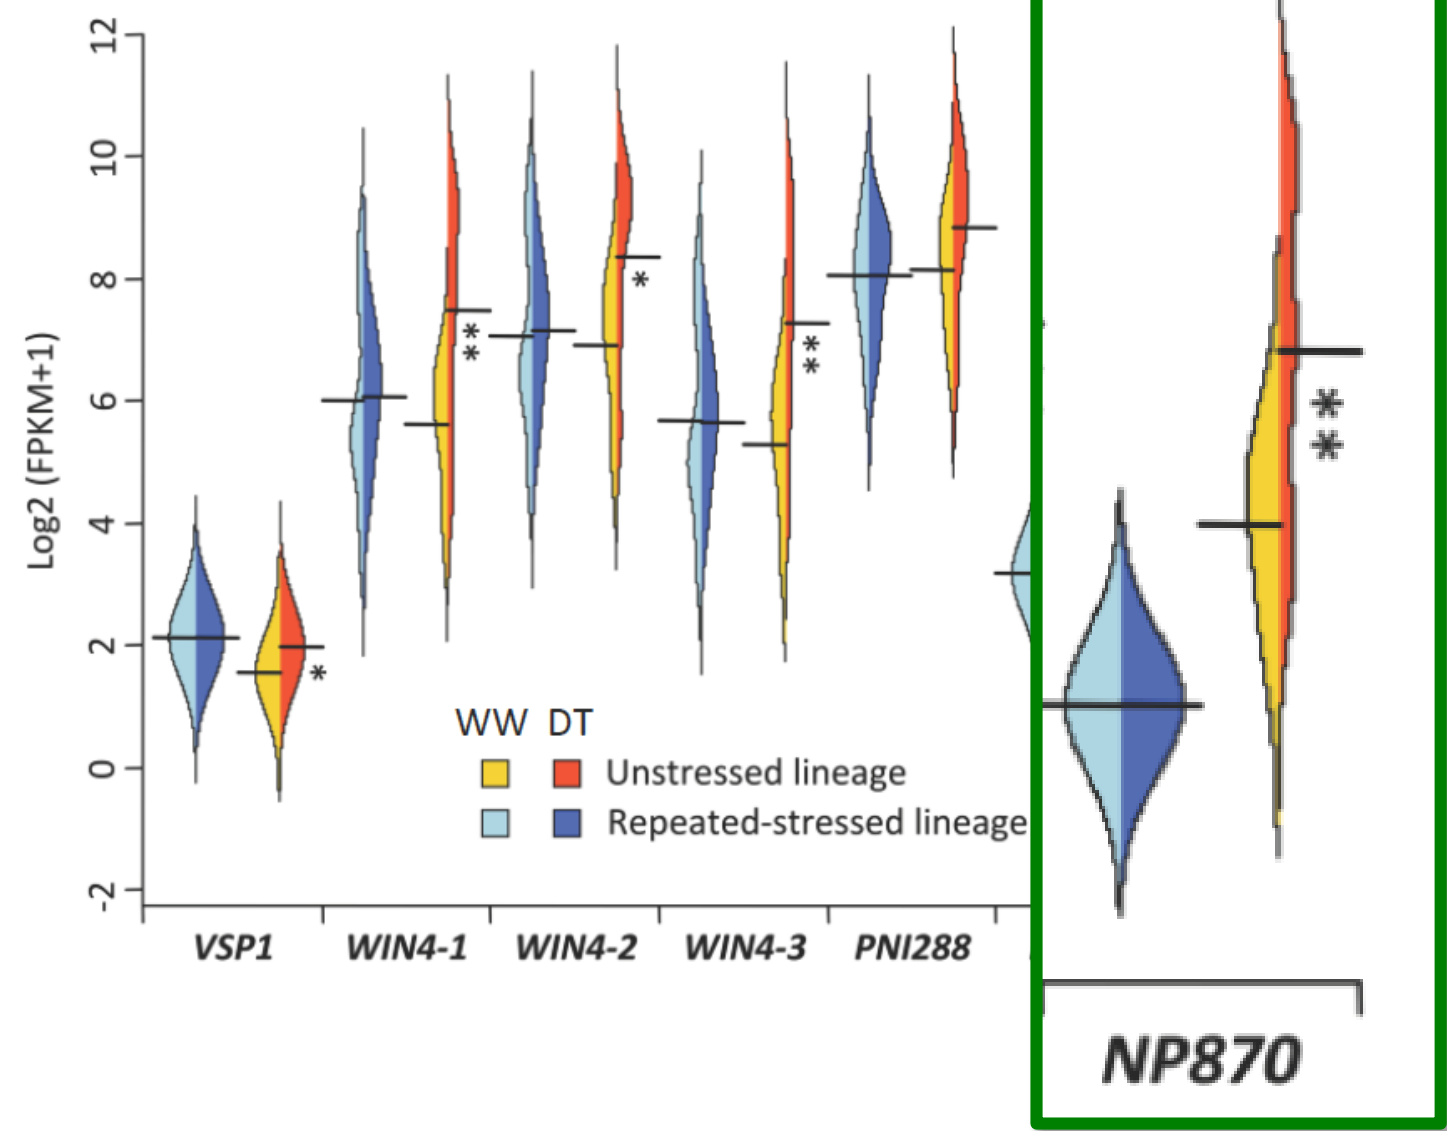 Log2 (FPKM+1)
12
10
8
6
4
2
0
-2
**
*
**
*
**
WW DT
Unstressed lineage
Repeated-stressed lineage
VSP1 WIN4-1 WIN4-2 WIN4-3 PNI288
NP870